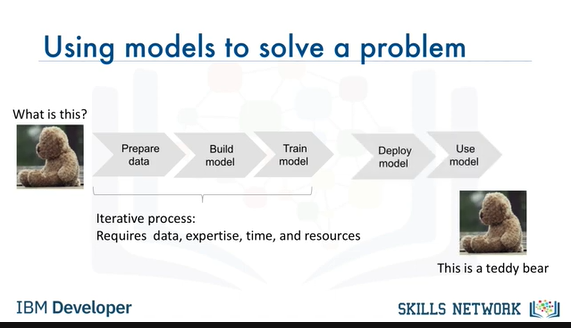 Using models to solve a problem
What is this?
Prepare
data
Build
model
Train
model
Deploy
model
Use
model
Iterative process:
Requires data, expertise, time, and resources
This is a teddy bear
IBM Developer
SKILLS NETWORK